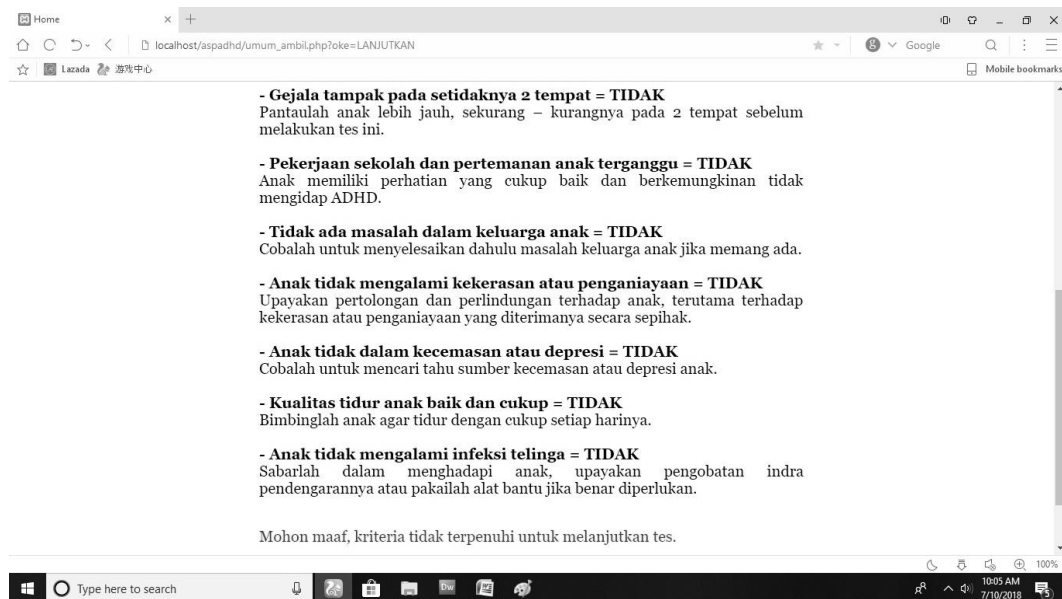 Home
localhost/aspadhd/umum_ambil.php?oke=LANJUTKAN
Google
Lazada 游戏中心
Mobile bookmarks
- Gejala tampak pada setidaknya 2 tempat = TIDAK
Pantaulah anak lebih jauh, sekurang – kurangnya pada 2 tempat sebelum
melakukan tes ini.
- Pekerjaan sekolah dan pertemanan anak terganggu = TIDAK
Anak memiliki perhatian yang cukup baik dan berkemungkinan tidak
mengidap ADHD.
- Tidak ada masalah dalam keluarga anak = TIDAK
Cobalah untuk menyelesaikan dahulu masalah keluarga anak jika memang ada.
- Anak tidak mengalami kekerasan atau penganiayaan = TIDAK
Upayakan pertolongan dan perlindungan terhadap anak, terutama terhadap
kekerasan atau penganiayaan yang diterimanya secara sepihak.
- Anak tidak dalam kecemasan atau depresi = TIDAK
Cobalah untuk mencari tahu sumber kecemasan atau depresi anak.
- Kualitas tidur anak baik dan cukup = TIDAK
Bimbinglah anak agar tidur dengan cukup setiap harinya.
- Anak tidak mengalami infeksi telinga = TIDAK
Sabarlah dalam menghadapi anak, upayakan pengobatan indra
pendengarannya atau pakailah alat bantu jika benar diperlukan.
Mohon maaf, kriteria tidak terpenuhi untuk melanjutkan tes.
100%
Type here to search
Dw
10:05 AM
7/10/2018
5